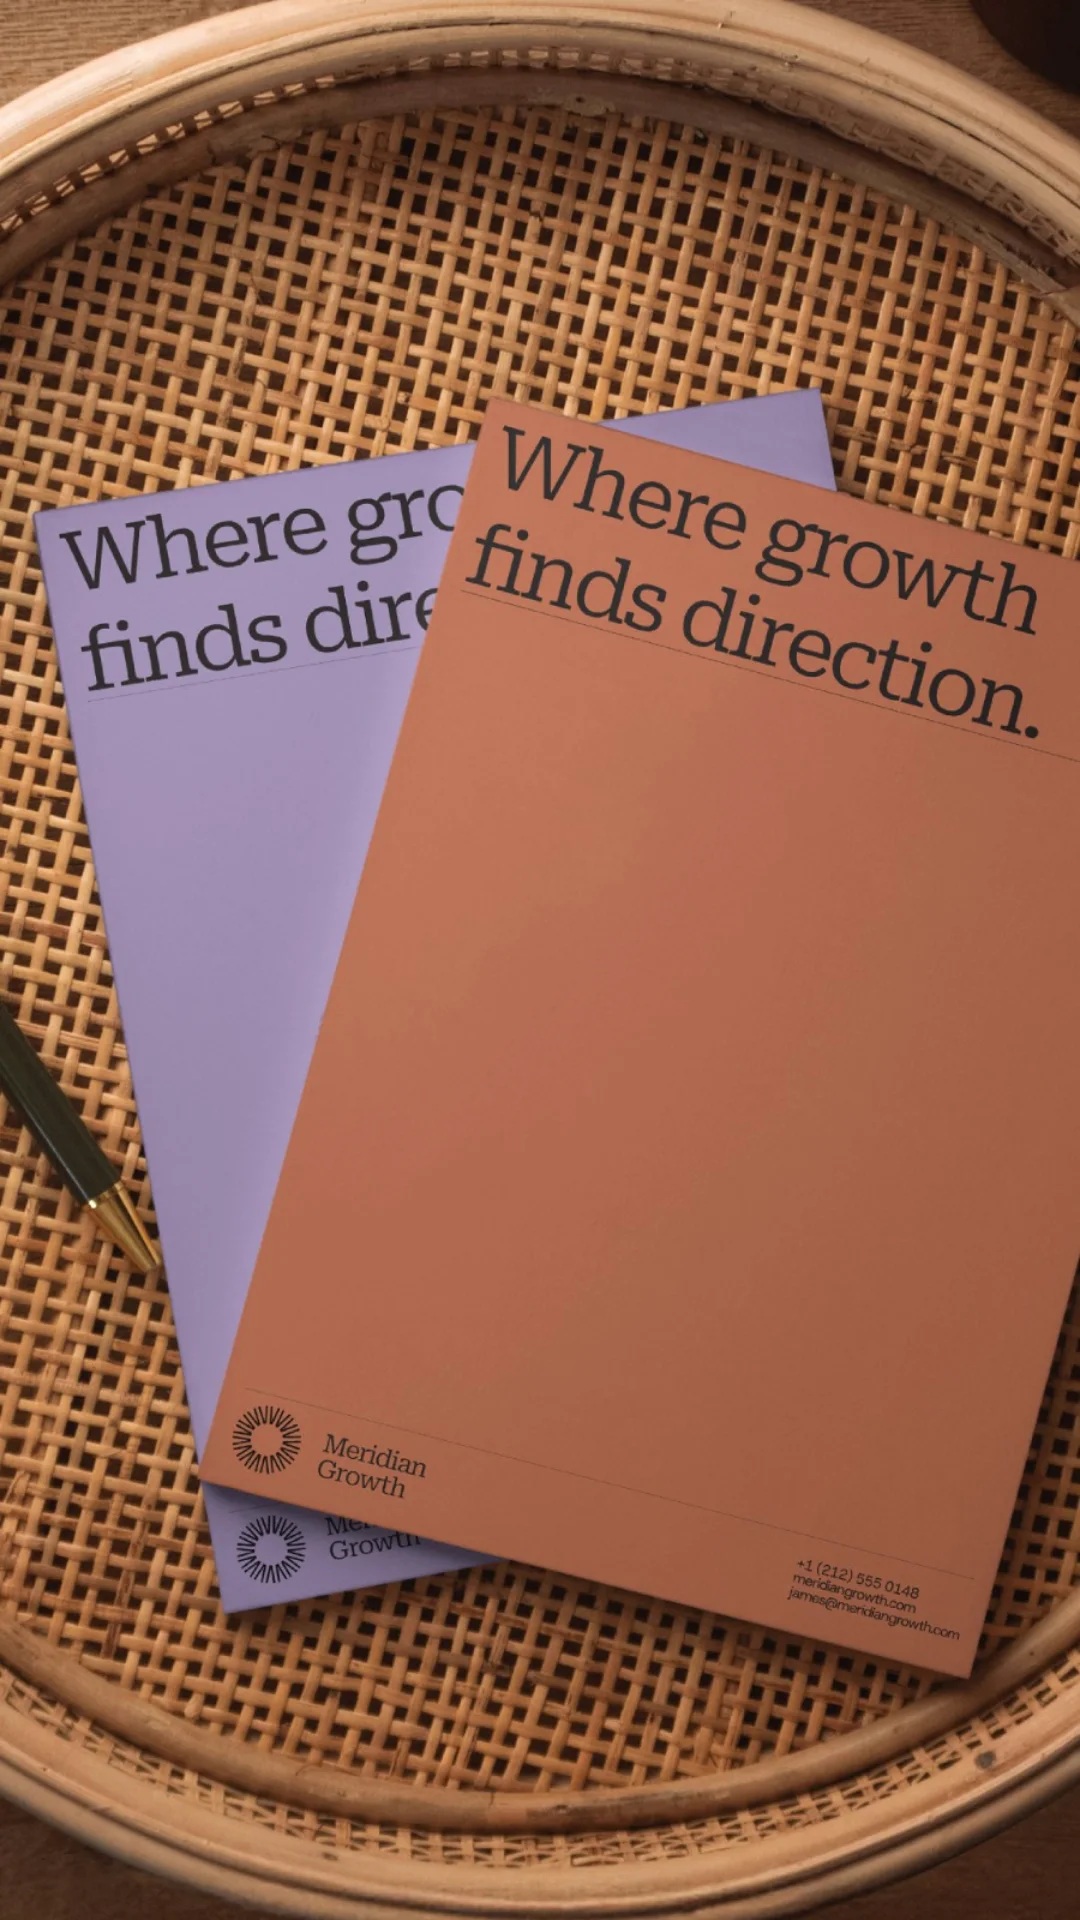 Where gro
finds dire
Where growth
finds direction.
Meridian
Growth
+1 (212) 555 0148
meridiangrowth.com
james@meridiangrowth.com
Mer
Growth